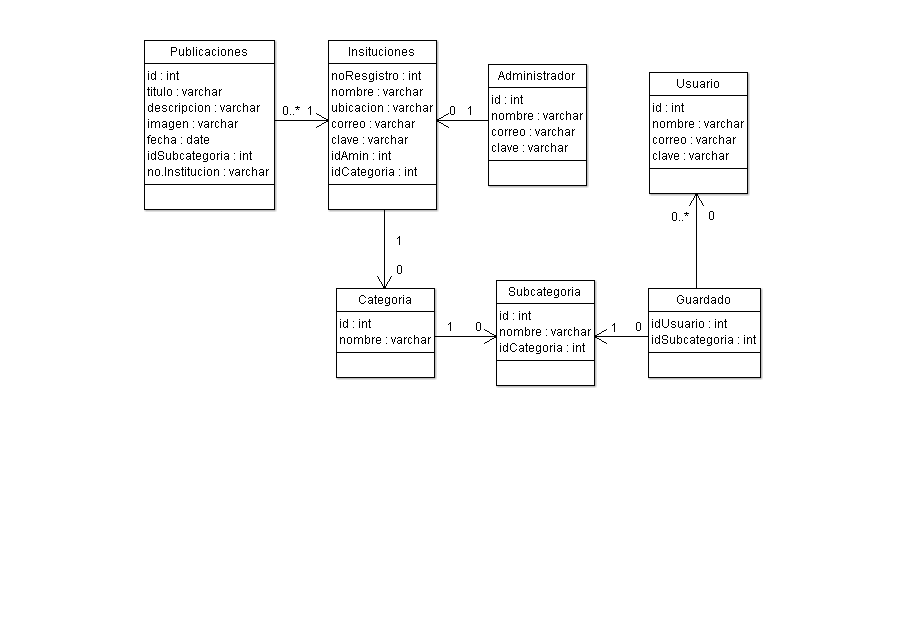 Publicaciones
id : int
titulo : varchar
descripcion : varchar
imagen : varchar
fecha : date
idSubcategoria : int
no.Institucion : varchar
0..* 1
Insituciones
noResgistro : int
nombre : varchar
ubicacion : varchar
correo : varchar
clave : varchar
idAmin : int
idCategoria : int
0 1
Administrador
id : int
nombre : varchar
correo : varchar
clave : varchar
Usuario
id : int
nombre : varchar
correo : varchar
clave : varchar
0..* 0
1
0
Categoria
id : int
nombre : varchar
1 0
Subcategoria
id : int
nombre : varchar
idCategoria : int
1 0
Guardado
idUsuario : int
idSubcategoria : int